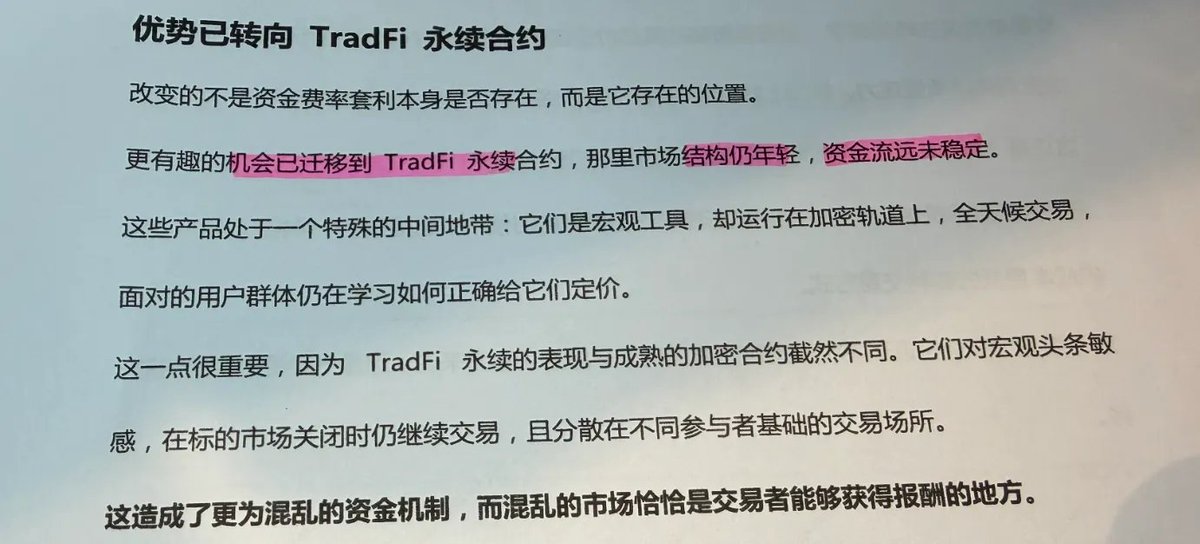 优势已转向 TradFi 永续合约
改变的不是资金费率套利本身是否存在，而是它存在的位置。
更有趣的机会已迁移到 TradFi 永续合约，那里市场结构仍年轻，资金流远未稳定。
这些产品处于一个特殊的中间地带：它们是宏观工具，却运行在加密轨道上，全天候交易，
面对的用户群体仍在学习如何正确给它们定价。
这一点很重要，因为 TradFi 永续的表现与成熟的加密合约截然不同。它们对宏观头条敏
感，在标的市场关闭时仍继续交易，且分散在不同参与者基础的交易场所。
这造成了更为混乱的资金机制，而混乱的市场恰恰是交易者能够获得报酬的地方。